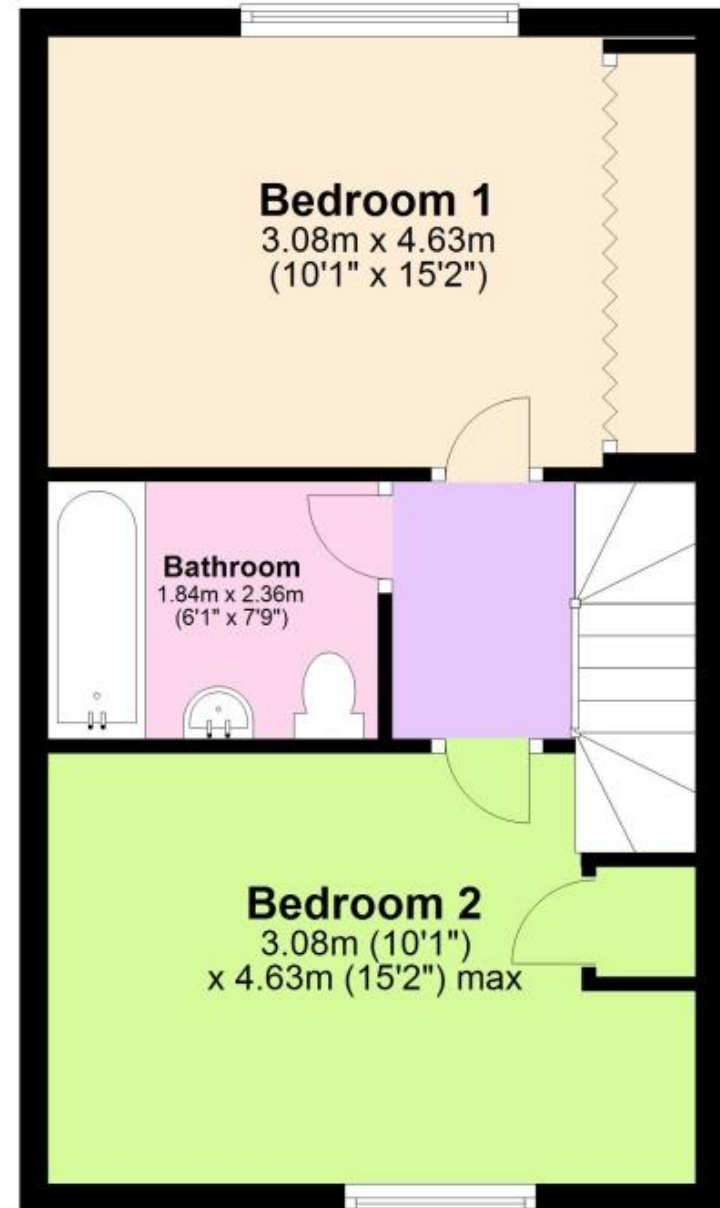 Bedroom 1
3.08m x 4.63m
(10'1" x 15'2")
Bathroom
1.84m x 2.36m
(6'1" x 7'9")
Bedroom 2
3.08m (10'1")
x 4.63m (15'2") max